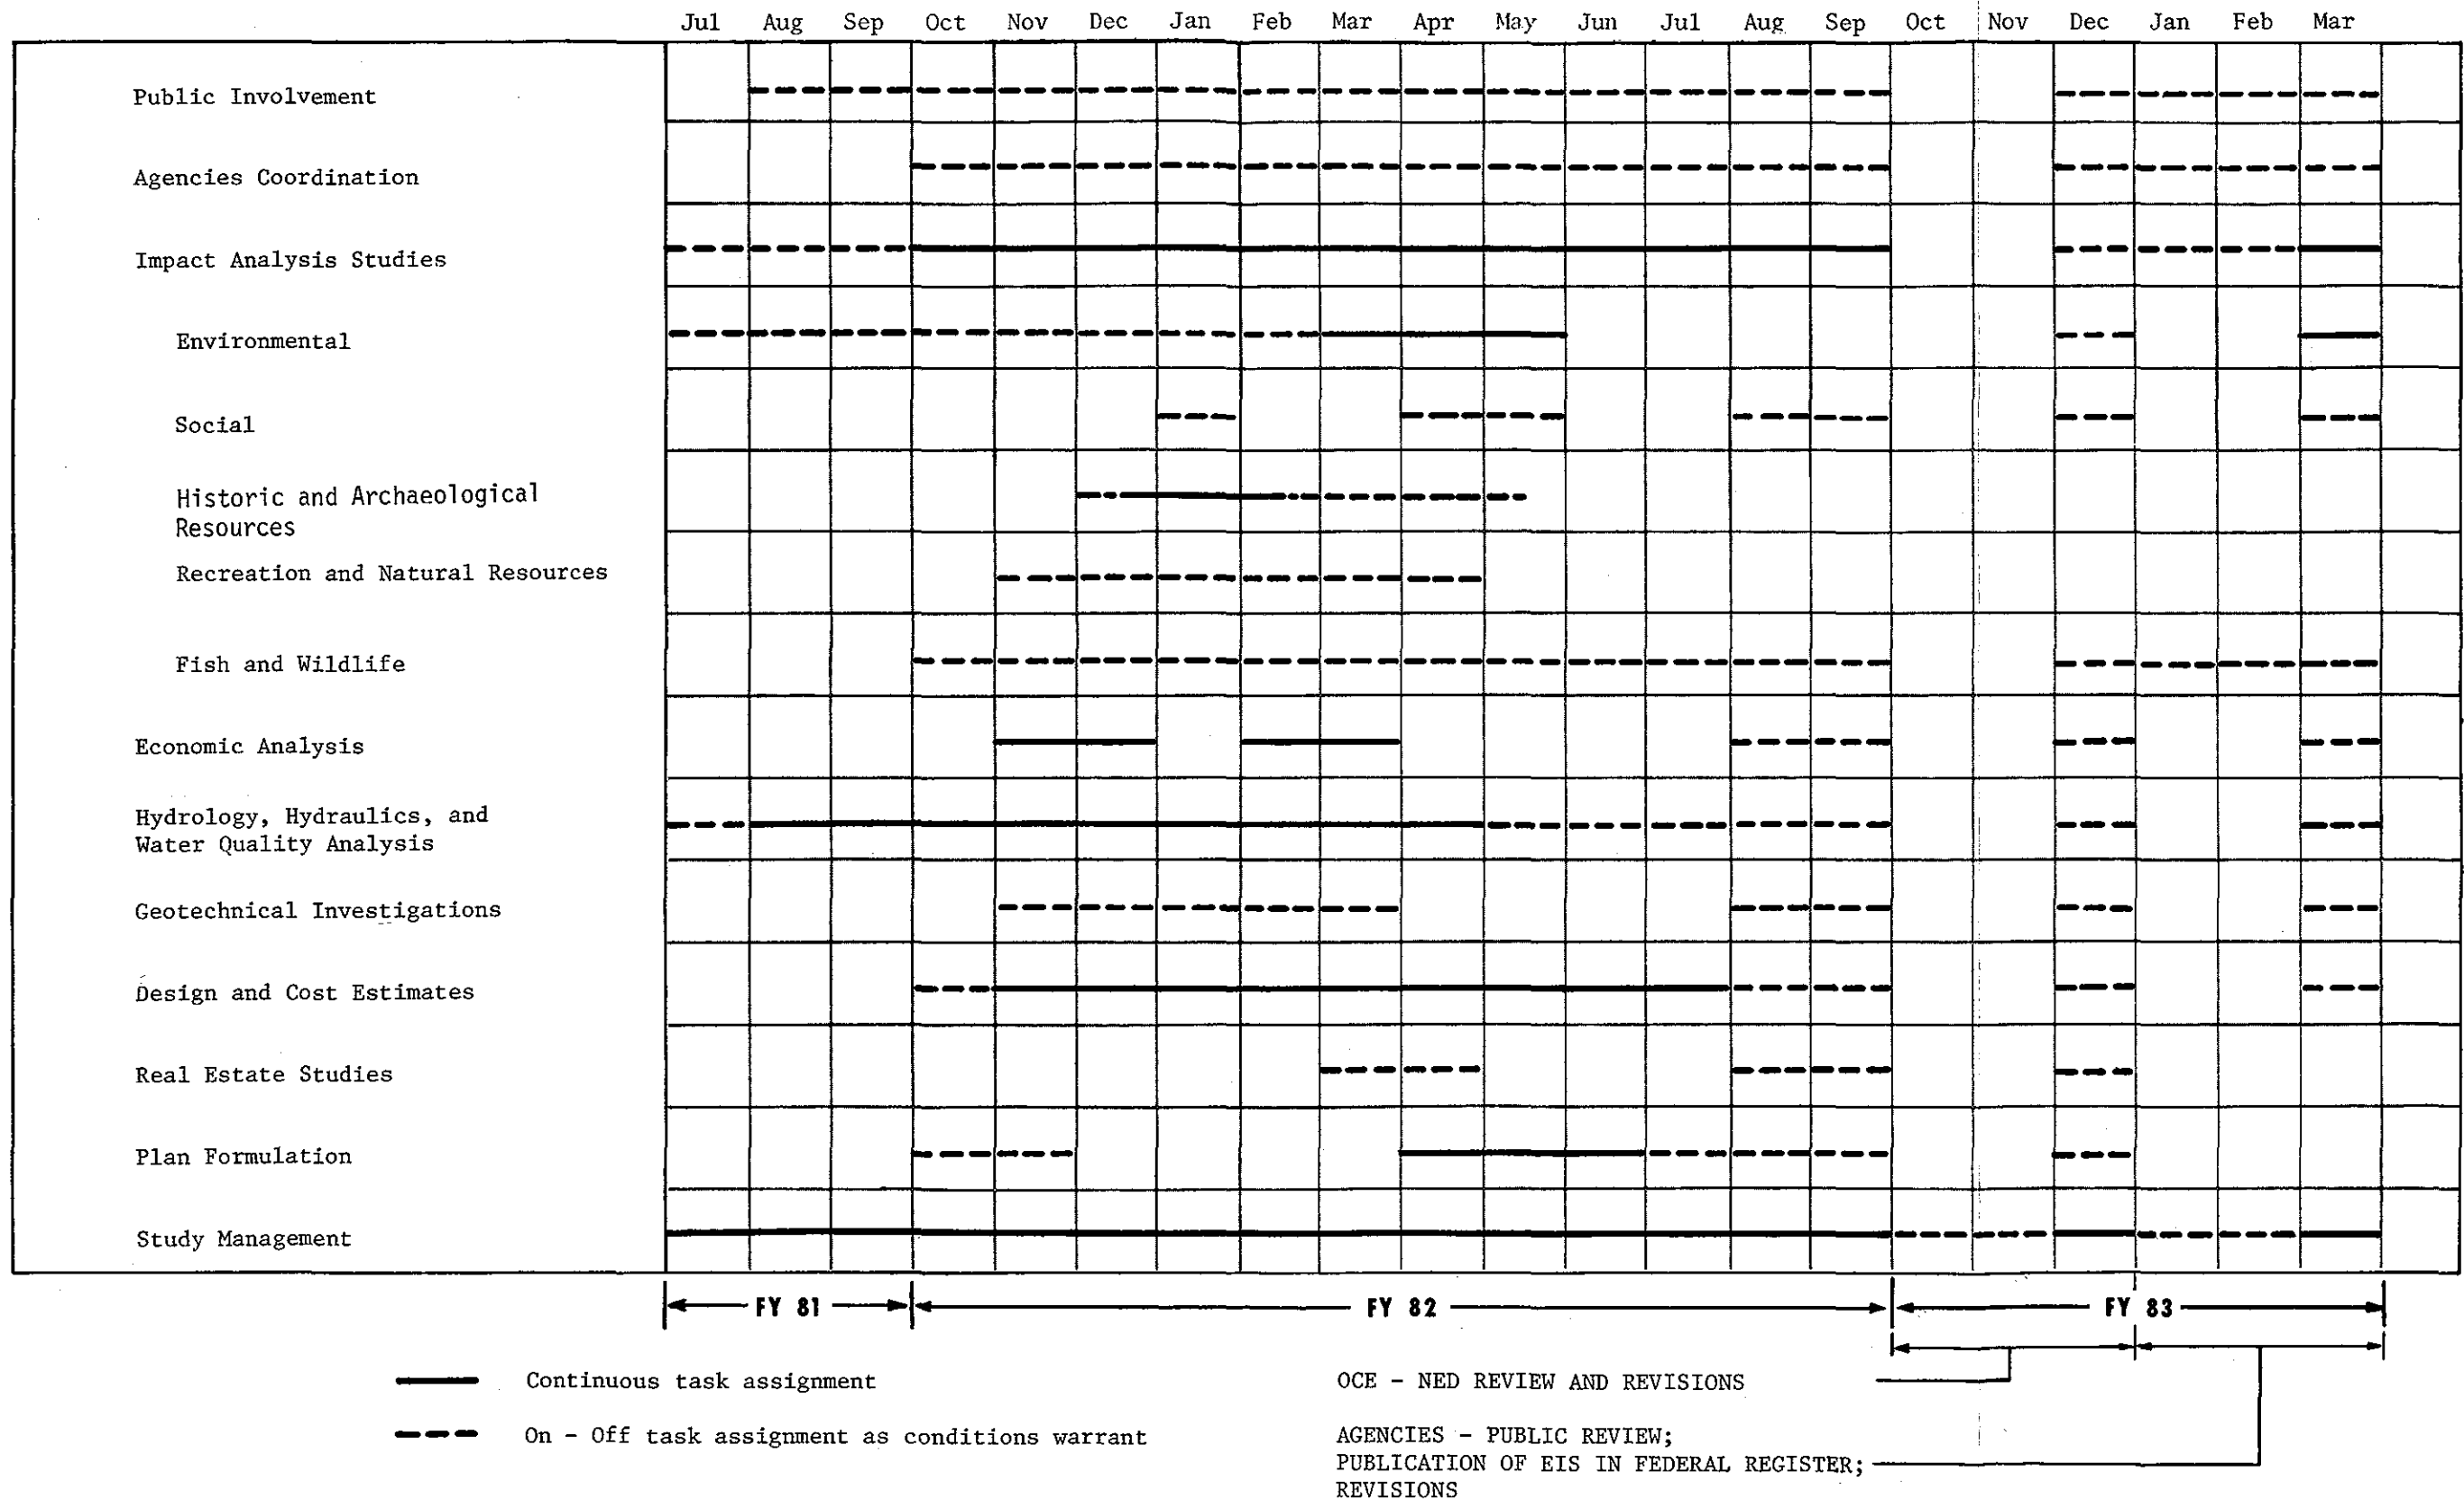 Jul Aug Sep Oct Nov Dec Jan Feb Mar Apr May Jun Jul Aug Sep Oct Nov Dec Jan Feb Mar
Public Involvement
Agencies Coordination
Impact Analysis Studies
Environmental
Social
Historic and Archaeological
Resources
Recreation and Natural Resources
Fish and Wildlife
Economic Analysis
Hydrology, Hydraulics, and
Water Quality Analysis
Geotechnical Investigations
Design and Cost Estimates
Real Estate Studies
Plan Formulation
Study Management
FY 81 FY 82 FY 83
Continuous task assignment
On - Off task assignment as conditions warrant
OCE - NED REVIEW AND REVISIONS
AGENCIES - PUBLIC REVIEW;
PUBLICATION OF EIS IN FEDERAL REGISTER;
REVISIONS